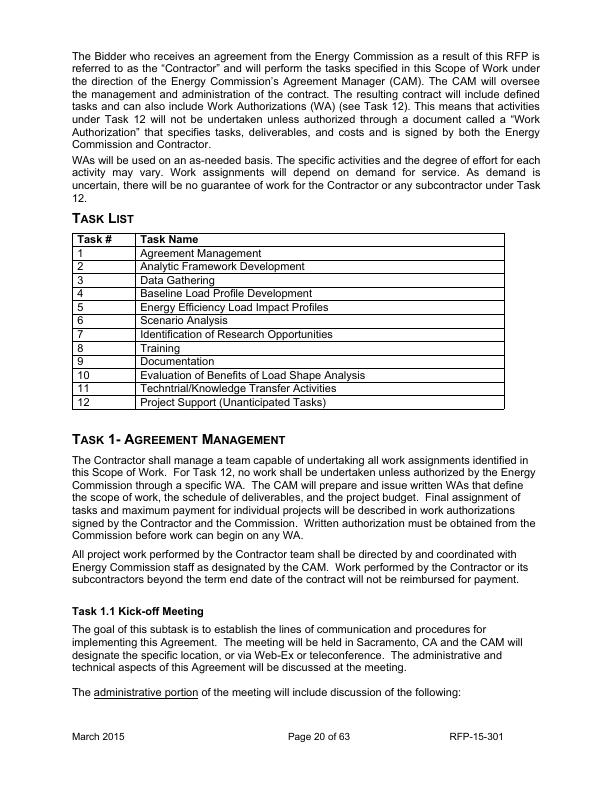 The Bidder who receives an agreement from the Energy Commission as a result of this RFP is
referred to as the “Contractor” and will perform the tasks specified in this Scope of Work under
the direction of the Energy Commission’s Agreement Manager (CAM). The CAM will oversee
the management and administration of the contract. The resulting contract will include defined
tasks and can also include Work Authorizations (WA) (see Task 12). This means that activities
under Task 12 will not be undertaken unless authorized through a document called a “Work
Authorization” that specifies tasks, deliverables, and costs and is signed by both the Energy
Commission and Contractor.
WAs will be used on an as-needed basis. The specific activities and the degree of effort for each
activity may vary. Work assignments will depend on demand for service. As demand is
uncertain, there will be no guarantee of work for the Contractor or any subcontractor under Task
12.
TASK LIST
Task # Task Name
1 Agreement Management
2 Analytic Framework Development
3 Data Gathering
4 Baseline Load Profile Development
5 Energy Efficiency Load Impact Profiles
6 Scenario Analysis
7 Identification of Research Opportunities
8 Training
9 Documentation
10 Evaluation of Benefits of Load Shape Analysis
11 Techntrial/Knowledge Transfer Activities
12 Project Support (Unanticipated Tasks)
TASK 1- AGREEMENT MANAGEMENT
The Contractor shall manage a team capable of undertaking all work assignments identified in
this Scope of Work. For Task 12, no work shall be undertaken unless authorized by the Energy
Commission through a specific WA. The CAM will prepare and issue written WAs that define
the scope of work, the schedule of deliverables, and the project budget. Final assignment of
tasks and maximum payment for individual projects will be described in work authorizations
signed by the Contractor and the Commission. Written authorization must be obtained from the
Commission before work can begin on any WA.
All project work performed by the Contractor team shall be directed by and coordinated with
Energy Commission staff as designated by the CAM. Work performed by the Contractor or its
subcontractors beyond the term end date of the contract will not be reimbursed for payment.
Task 1.1 Kick-off Meeting
The goal of this subtask is to establish the lines of communication and procedures for
implementing this Agreement. The meeting will be held in Sacramento, CA and the CAM will
designate the specific location, or via Web-Ex or teleconference. The administrative and
technical aspects of this Agreement will be discussed at the meeting.
The administrative portion of the meeting will include discussion of the following:
March 2015 Page 20 of 63 RFP-15-301